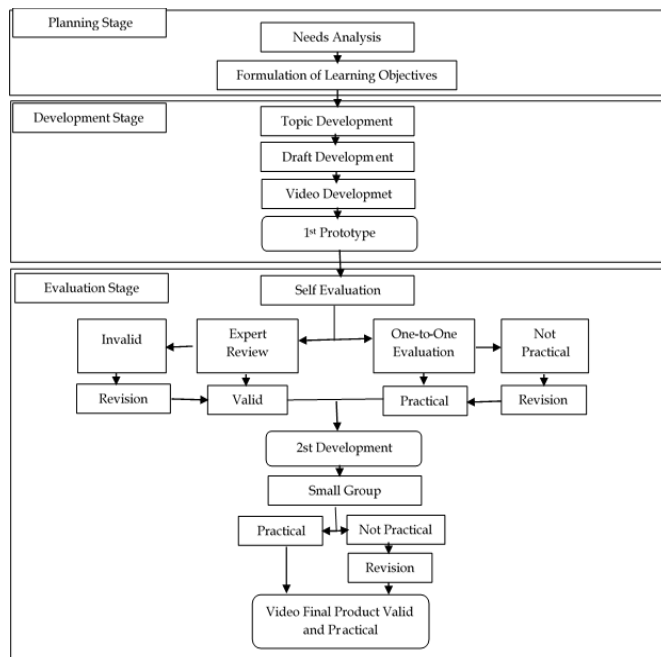 Planning Stage
Needs Analysis
Formulation of Learning Objectives
Development Stage
Topic Development
Draft Development
Video Developmet
1st Prototype
Evaluation Stage
Self Evaluation
Invalid
Expert
Review
One-to-One
Evaluation
Not
Practical
Revision
Valid
Practical
Revision
2st Development
Small Group
Practical
Not Practical
Revision
Video Final Product Valid
and Practical